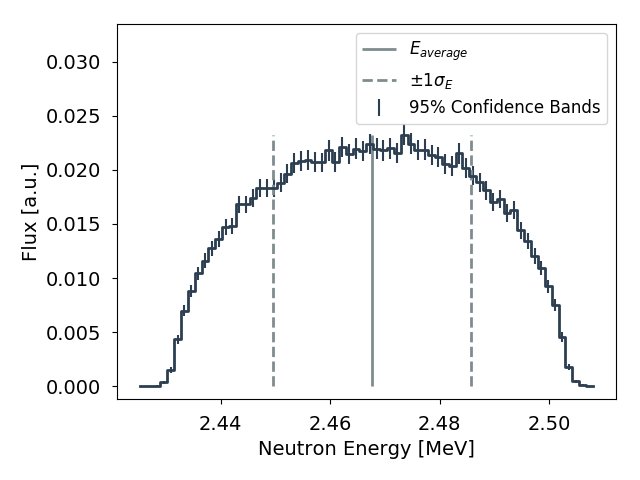 E_average
±1σ_E
95% Confidence Bands
0.030
0.025
0.020
0.015
0.010
0.005
0.000
Flux [a.u.]
2.44 2.46 2.48 2.50
Neutron Energy [MeV]